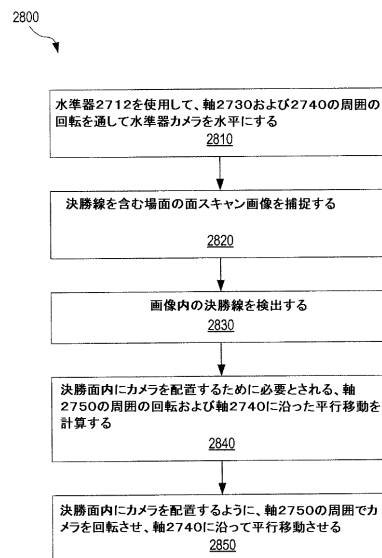 2800
水準器2712を使用して、軸2730および2740の周囲の
回転を通して水準器カメラを水平にする
2810
決勝線を含む場面の面スキャン画像を捕捉する
2820
画像内の決勝線を検出する
2830
決勝面内にカメラを配置するために必要とされる、軸
2750の周囲の回転および軸2740に沿った平行移動を
計算する
2840
決勝面内にカメラを配置するように、軸2750の周囲でカ
メラを回転させ、軸2740に沿って平行移動させる
2850